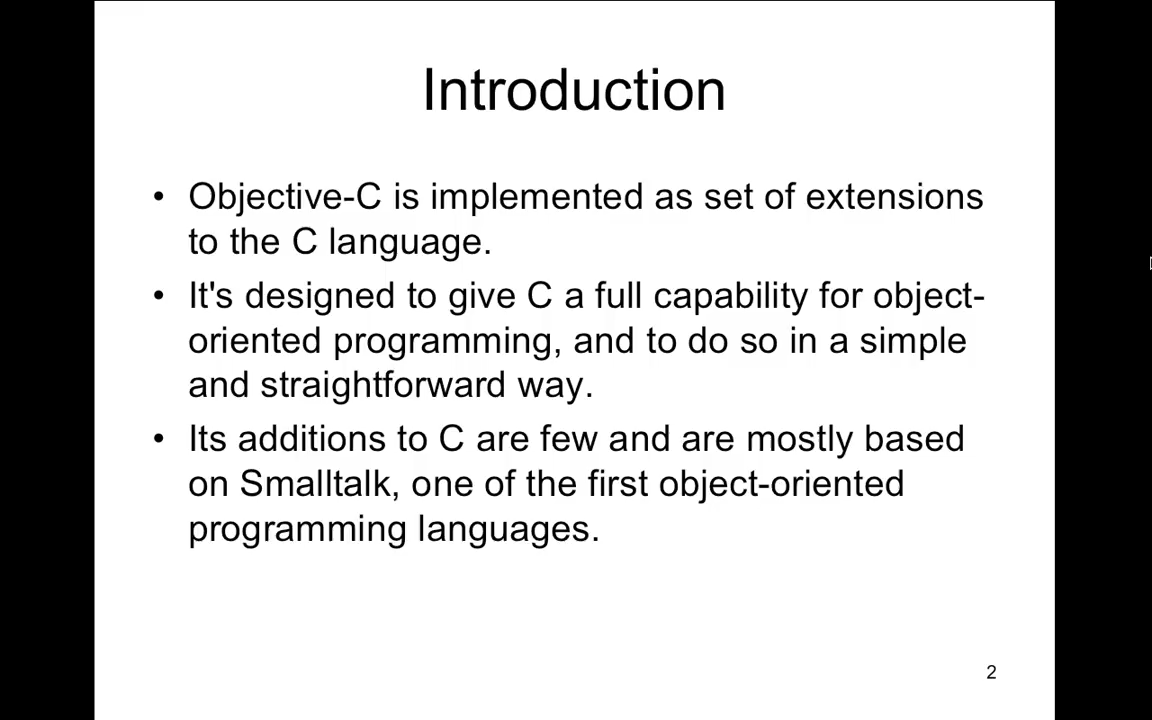 Introduction
• Objective-C is implemented as set of extensions
to the C language.
• It's designed to give C a full capability for object-
oriented programming, and to do so in a simple
and straightforward way.
• Its additions to C are few and are mostly based
on Smalltalk, one of the first object-oriented
programming languages.
2